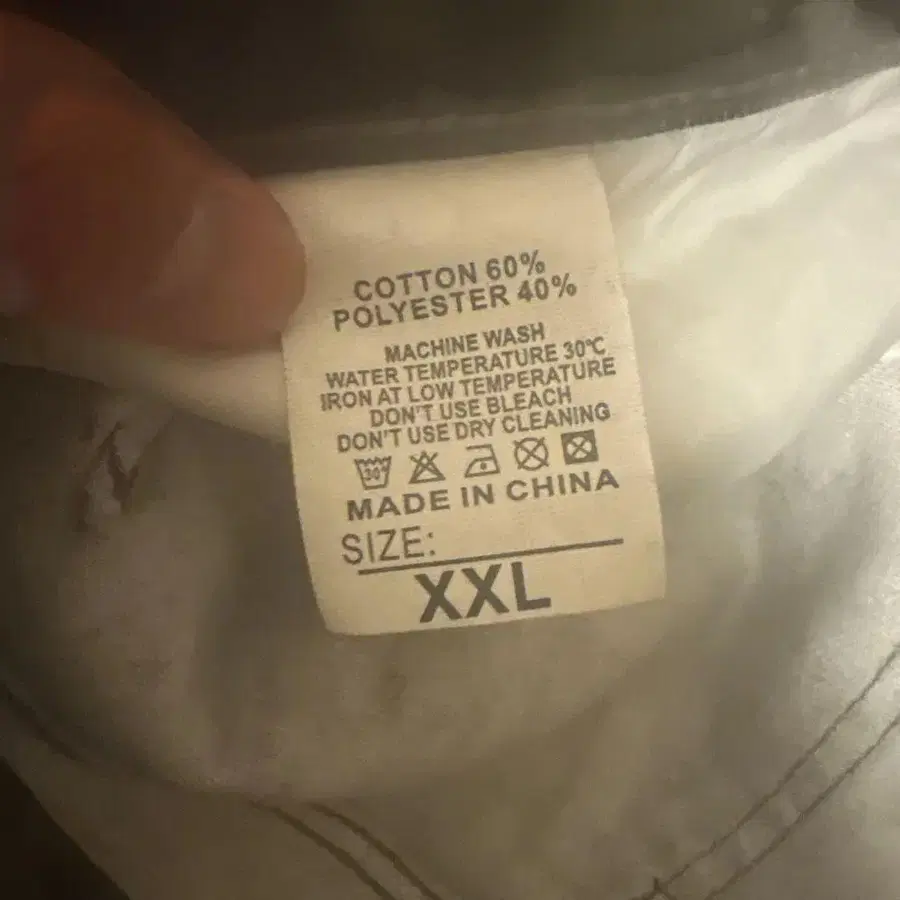 COTTON 60%
POLYESTER 40%
MACHINE WASH
WATER TEMPERATURE 30℃
IRON AT LOW TEMPERATURE
DON'T USE BLEACH
DON'T USE DRY CLEANING
30°
MADE IN CHINA
SIZE:
XXL